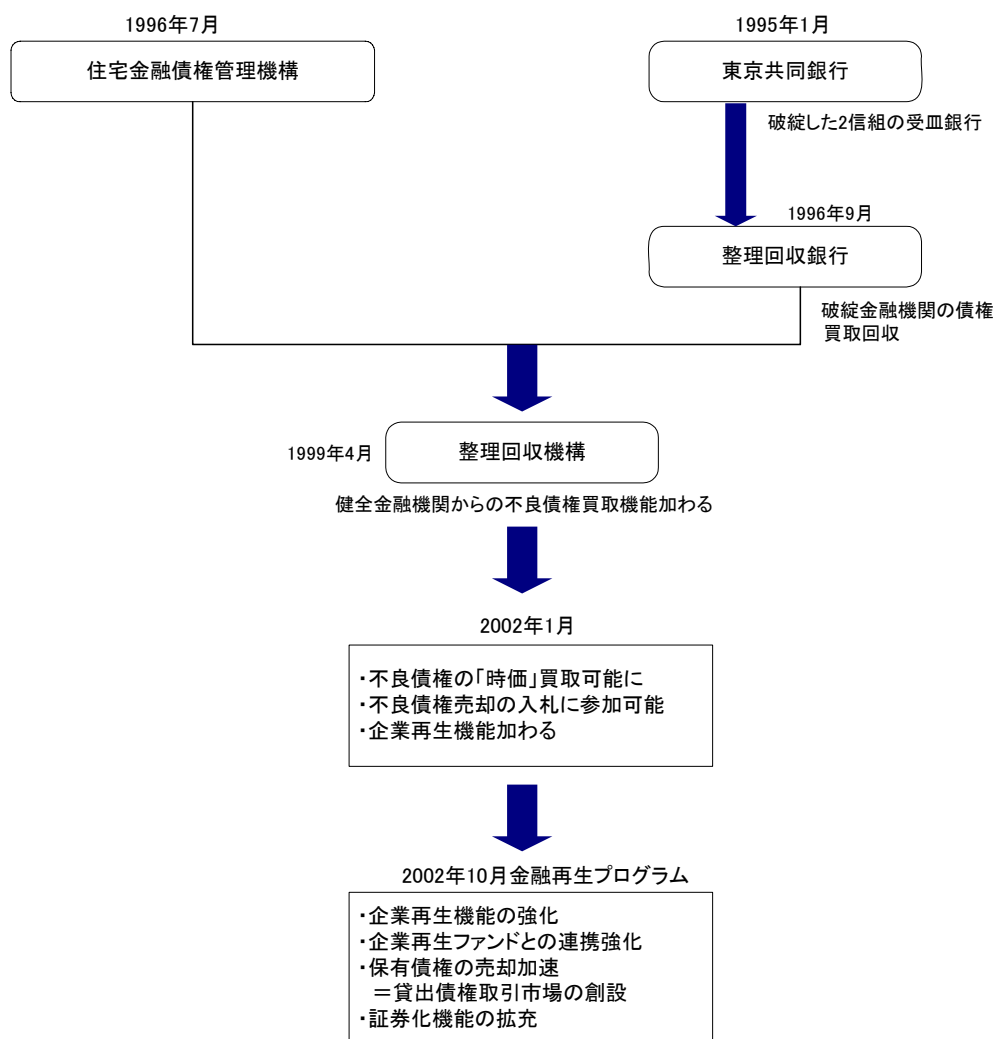 1996年7月
住宅金融債権管理機構
1995年1月
東京共同銀行
破綻した2信組の受皿銀行
1996年9月
整理回収銀行
破綻金融機関の債権
買取回収
1999年4月
整理回収機構
健全金融機関からの不良債権買取機能加わる
2002年1月
・不良債権の「時価」買取可能に
・不良債権売却の入札に参加可能
・企業再生機能加わる
2002年10月金融再生プログラム
・企業再生機能の強化
・企業再生ファンドとの連携強化
・保有債権の売却加速
＝貸出債権取引市場の創設
・証券化機能の拡充